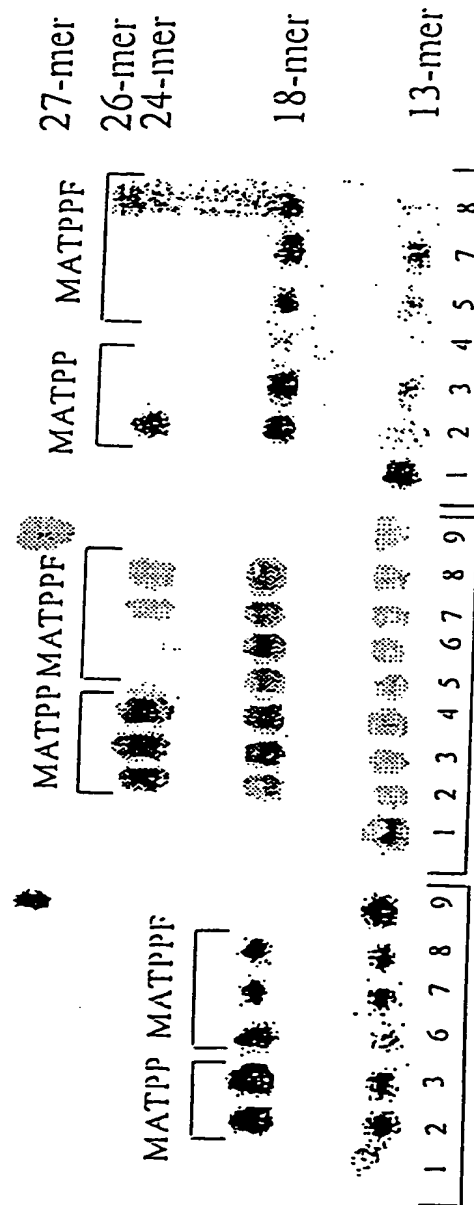 27-mer
26-mer
24-mer
18-mer
13-mer
MATPP
MATPPF
MATPP
MATPPF
MATPP
MATPPF
1 2 3 6 7 8 9
1 2 3 4 5 6 7 8 9
1 2 3 4 5 7 8